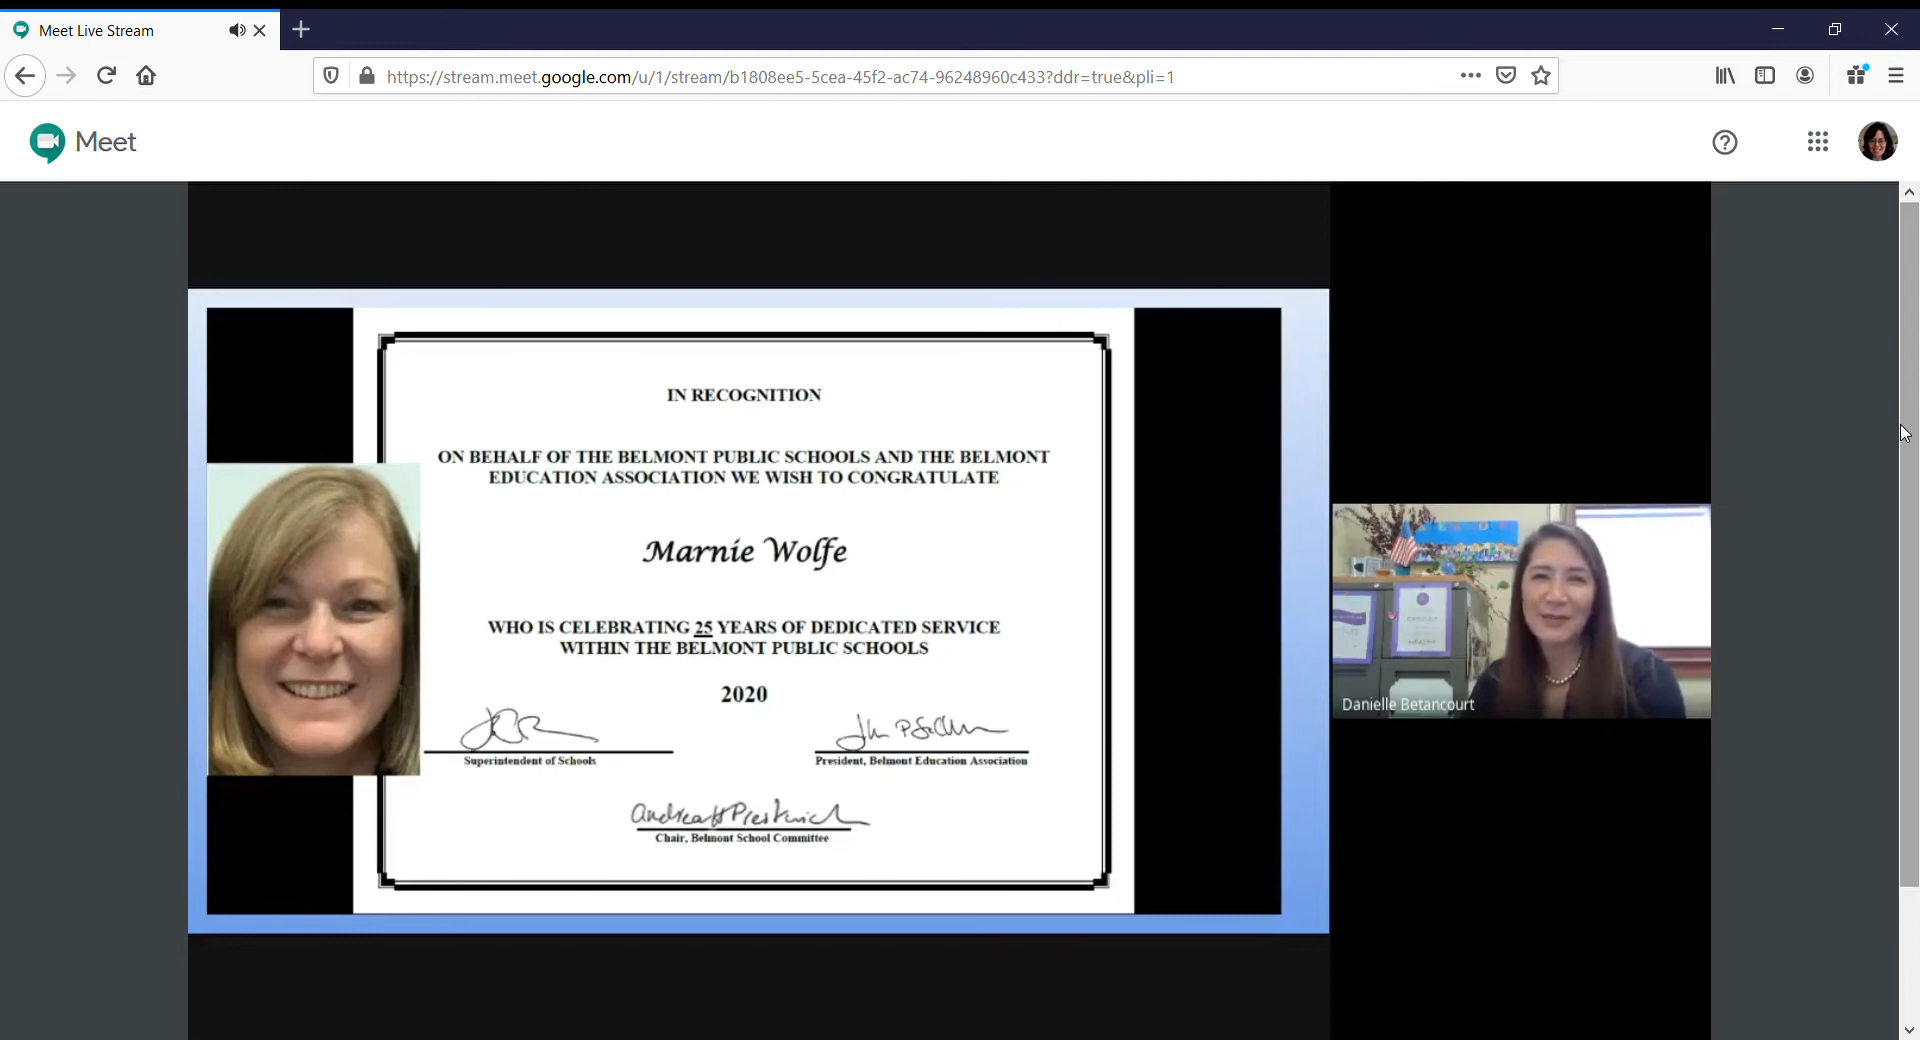 Meet Live Stream
https://stream.meet.google.com/u/1/stream/b1808ee5-5cea-45f2-ac74-96248960c433?ddr=true&pli=1
Meet
IN RECOGNITION
ON BEHALF OF THE BELMONT PUBLIC SCHOOLS AND THE BELMONT
EDUCATION ASSOCIATION WE WISH TO CONGRATULATE
Marnie Wolfe
WHO IS CELEBRATING 25 YEARS OF DEDICATED SERVICE
WITHIN THE BELMONT PUBLIC SCHOOLS
2020
Superintendent of Schools
President, Belmont Education Association
Andrea Prestwich
Chair, Belmont School Committee
Danielle Betancourt